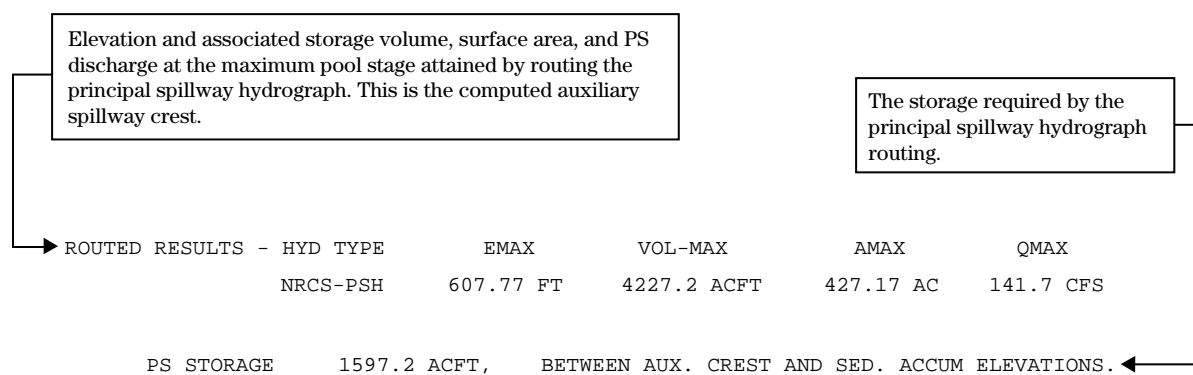 Elevation and associated storage volume, surface area, and PS
discharge at the maximum pool stage attained by routing the
principal spillway hydrograph. This is the computed auxiliary
spillway crest.
The storage required by the
principal spillway hydrograph
routing.
ROUTED RESULTS - HYD TYPE EMAX VOL-MAX AMAX QMAX
NRCS-PSH 607.77 FT 4227.2 ACFT 427.17 AC 141.7 CFS
PS STORAGE 1597.2 ACFT, BETWEEN AUX. CREST AND SED. ACCUM ELEVATIONS.